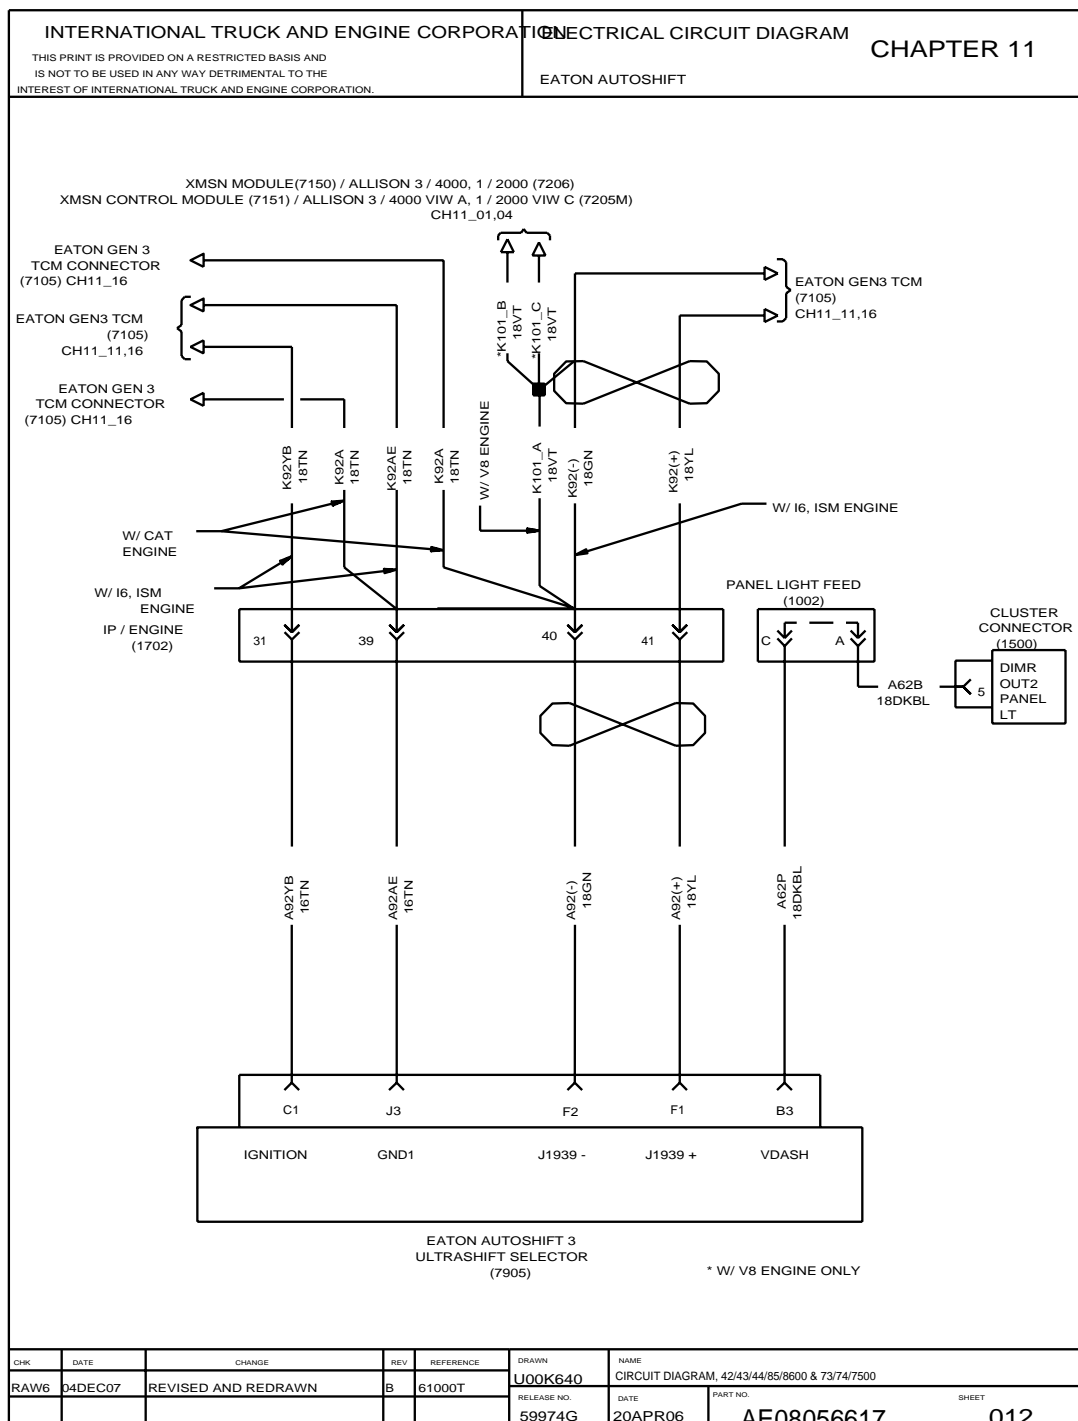 INTERNATIONAL TRUCK AND ENGINE CORPORATION
THIS PRINT IS PROVIDED ON A RESTRICTED BASIS AND
IS NOT TO BE USED IN ANY WAY DETRIMENTAL TO THE
INTEREST OF INTERNATIONAL TRUCK AND ENGINE CORPORATION.
ELECTRICAL CIRCUIT DIAGRAM
EATON AUTOSHIFT
CHAPTER 11
XMSN MODULE(7150) / ALLISON 3 / 4000, 1 / 2000 (7206)
XMSN CONTROL MODULE (7151) / ALLISON 3 / 4000 VIW A, 1 / 2000 VIW C (7205M)
CH11_01,04
EATON GEN 3
TCM CONNECTOR
(7105) CH11_16
EATON GEN3 TCM
(7105)
CH11_11,16
EATON GEN 3
TCM CONNECTOR
(7105) CH11_16
*K101_B
18VT
*K101_C
18VT
EATON GEN3 TCM
(7105)
CH11_11,16
K92YB
18TN
K92A
18TN
K92AE
18TN
K92A
18TN
W/ V8 ENGINE
K101_A
18VT
K92(-)
18GN
K92(+)
18YL
W/ I6, ISM ENGINE
W/ CAT
ENGINE
W/ I6, ISM
ENGINE
IP / ENGINE
(1702)
31
39
40
41
PANEL LIGHT FEED
(1002)
C
A
A62B
18DKBL
CLUSTER
CONNECTOR
(1500)
5
DIMR
OUT2
PANEL
LT
A92YB
16TN
A92AE
16TN
A92(-)
18GN
A92(+)
18YL
A62P
18DKBL
C1
J3
F2
F1
B3
IGNITION
GND1
J1939 -
J1939 +
VDASH
EATON AUTOSHIFT 3
ULTRASHIFT SELECTOR
(7905)
* W/ V8 ENGINE ONLY
CHK
DATE
CHANGE
REV
REFERENCE
RAW6
04DEC07
REVISED AND REDRAWN
B
61000T
DRAWN
U00K640
NAME
CIRCUIT DIAGRAM, 42/43/44/85/8600 & 73/74/7500
RELEASE NO.
59974G
DATE
20APR06
PART NO.
AE08056617
SHEET
012